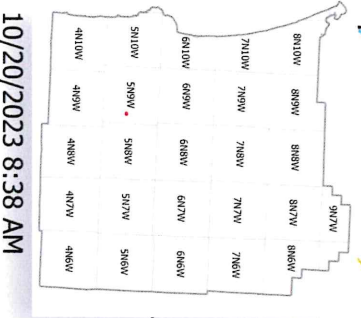 9N7W
8N10W 8N9W 8N8W 8N7W 8N6W
7N10W 7N9W 7N8W 7N7W 7N6W
6N10W 6N9W 6N8W 6N7W 6N6W
5N10W 5N9W 5N8W 5N7W 5N6W
4N10W 4N9W 4N8W 4N7W 4N6W
10/20/2023 8:38 AM